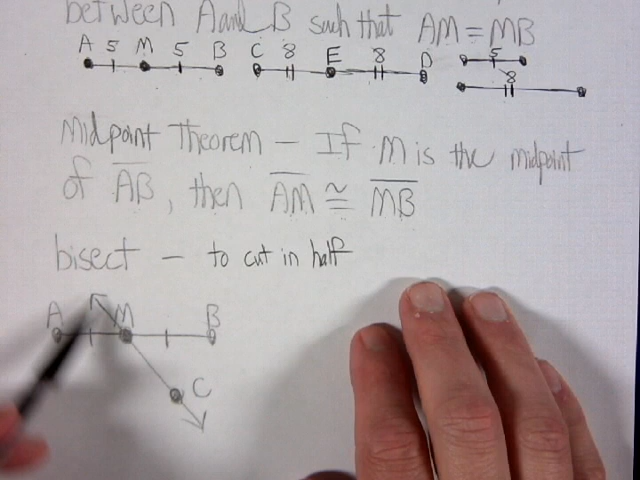 between A and B such that AM = MB
A 5 M 5 B C 8 E 8 D 5
8
Midpoint Theorem — If M is the midpoint
of AB, then AM ≅ MB
bisect — to cut in half
A M B
C